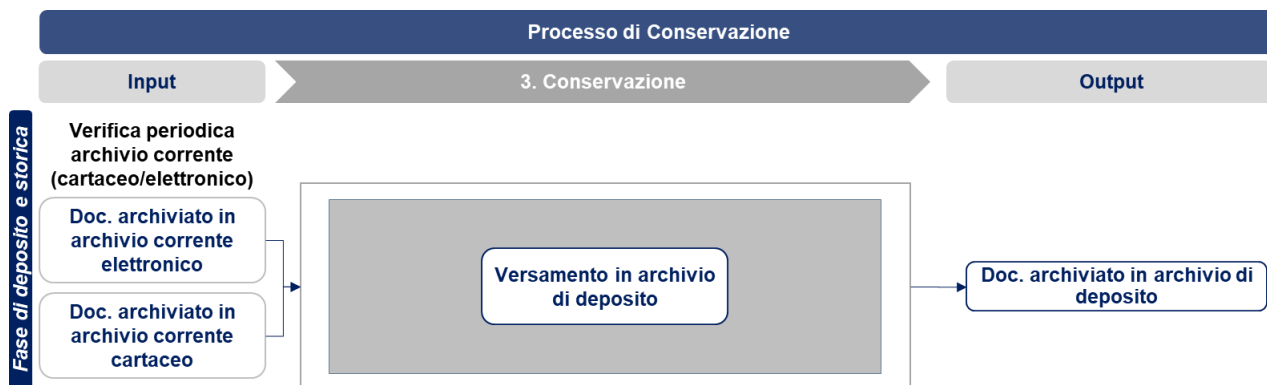 Processo di Conservazione
Input
3. Conservazione
Output
Fase di deposito e storica
Verifica periodica
archivio corrente
(cartaceo/elettronico)
Doc. archiviato in
archivio corrente
elettronico
Doc. archiviato in
archivio corrente
cartaceo
Versamento in archivio
di deposito
Doc. archiviato in archivio di
deposito